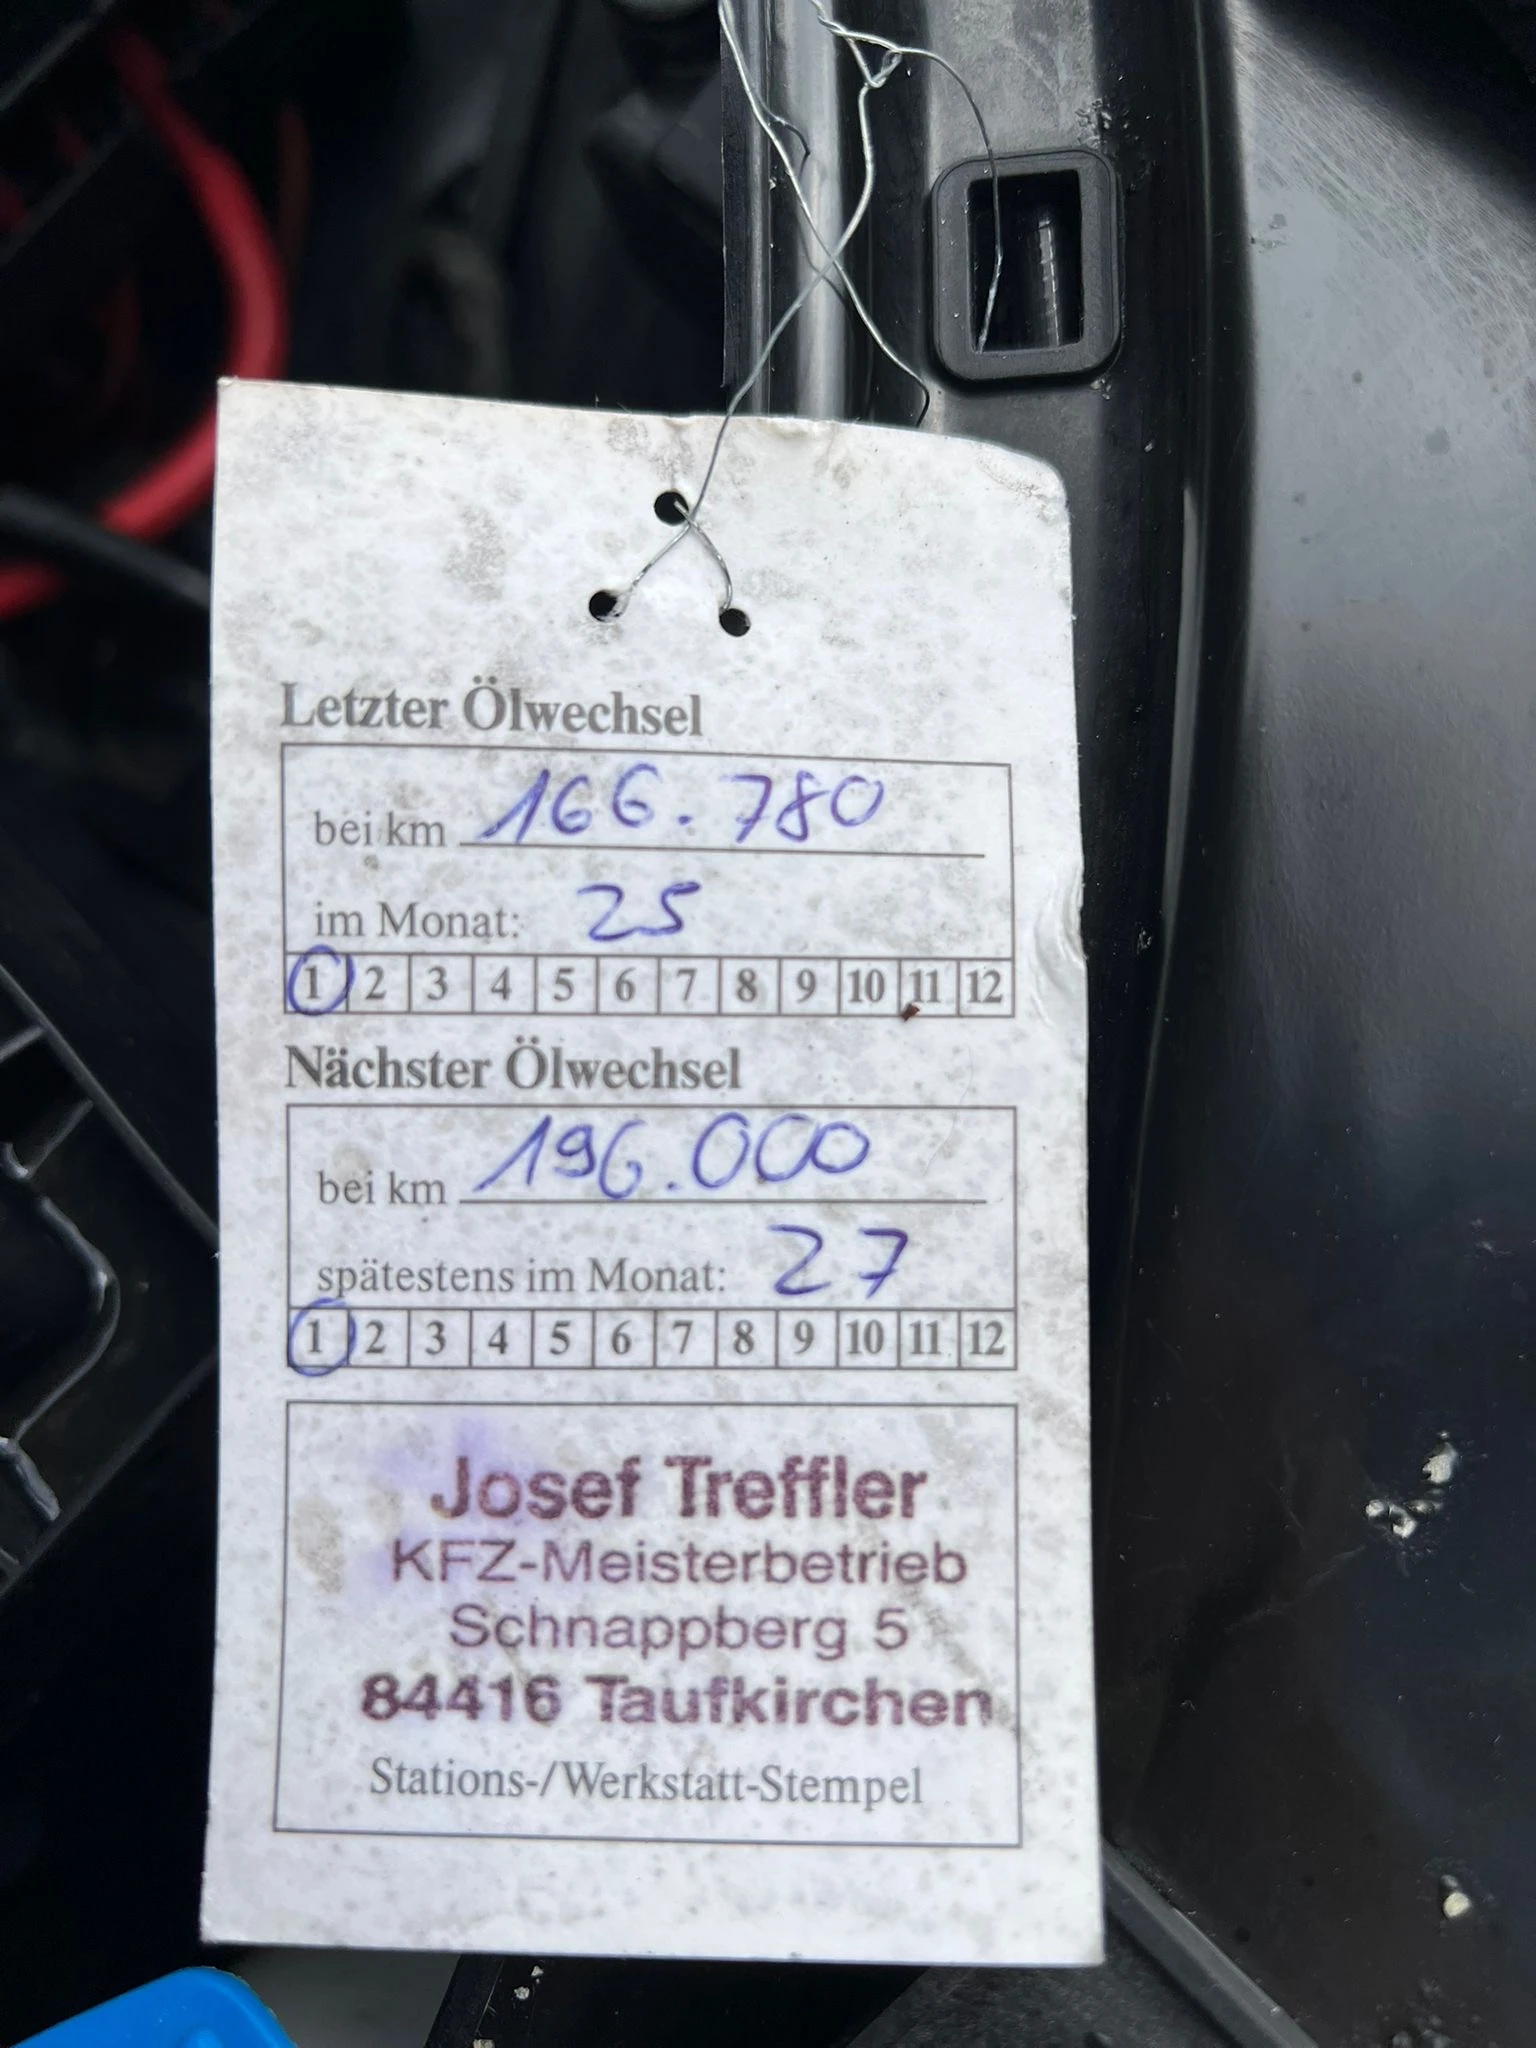 Letzter Ölwechsel
bei km 166.780
im Monat: 25
1 2 3 4 5 6 7 8 9 10 11 12
Nächster Ölwechsel
bei km 196.000
spätestens im Monat: 27
1 2 3 4 5 6 7 8 9 10 11 12
Josef Treffler
KFZ-Meisterbetrieb
Schnappberg 5
84416 Taufkirchen
Stations-/Werkstatt-Stempel